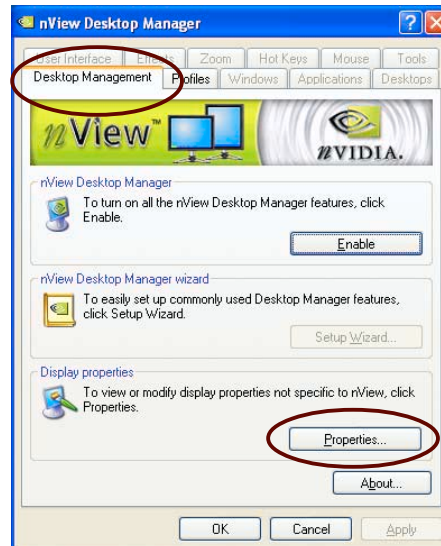 nView Desktop Manager
User Interface Effects Zoom Hot Keys Mouse Tools
Desktop Management Profiles Windows Applications Desktops
nView™
nVIDIA.
nView Desktop Manager
To turn on all the nView Desktop Manager features, click
Enable.
Enable
nView Desktop Manager wizard
To easily set up commonly used Desktop Manager features,
click Setup Wizard.
Setup Wizard...
Display properties
To view or modify display properties not specific to nView, click
Properties.
Properties...
About...
OK Cancel Apply